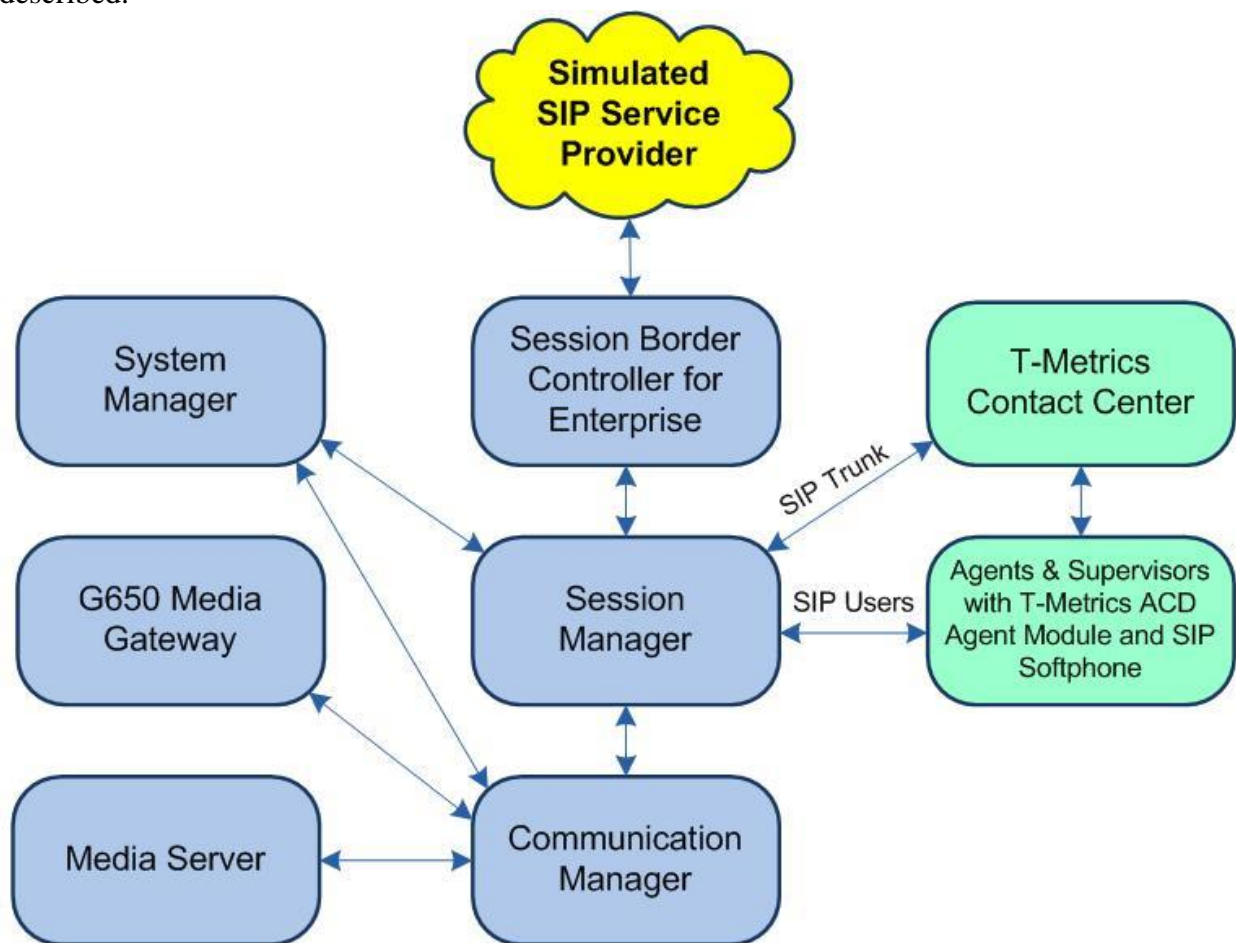 described.
Simulated
SIP Service
Provider
System
Manager
Session Border
Controller for
Enterprise
T-Metrics
Contact Center
SIP Trunk
G650 Media
Gateway
Session
Manager
SIP Users
Agents & Supervisors
with T-Metrics ACD
Agent Module and SIP
Softphone
Media Server
Communication
Manager